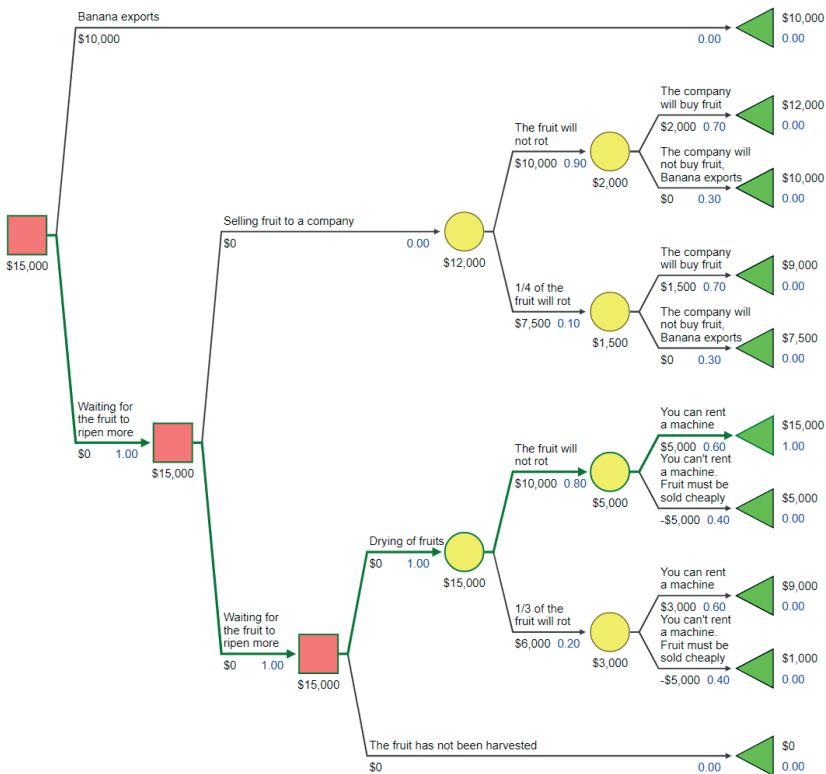 Banana exports
$10,000
0.00
$10,000
0.00
The company
will buy fruit
$2,000 0.70
$12,000
0.00
The fruit will
not rot
$10,000 0.90
$2,000
The company will
not buy fruit,
Banana exports
$0 0.30
$10,000
0.00
Selling fruit to a company
$0
0.00
$12,000
$15,000
The company
will buy fruit
$1,500 0.70
$9,000
0.00
1/4 of the
fruit will rot
$7,500 0.10
$1,500
The company will
not buy fruit,
Banana exports
$0 0.30
$7,500
0.00
Waiting for
the fruit to
ripen more
$0 1.00
$15,000
You can rent
a machine
$5,000 0.60
$15,000
1.00
The fruit will
not rot
$10,000 0.80
$5,000
You can't rent
a machine.
Fruit must be
sold cheaply
-$5,000 0.40
$5,000
0.00
Drying of fruits
$0 1.00
$15,000
You can rent
a machine
$3,000 0.60
$9,000
0.00
1/3 of the
fruit will rot
$6,000 0.20
$3,000
You can't rent
a machine.
Fruit must be
sold cheaply
-$5,000 0.40
$1,000
0.00
Waiting for
the fruit to
ripen more
$0 1.00
$15,000
The fruit has not been harvested
$0
0.00
$0
0.00